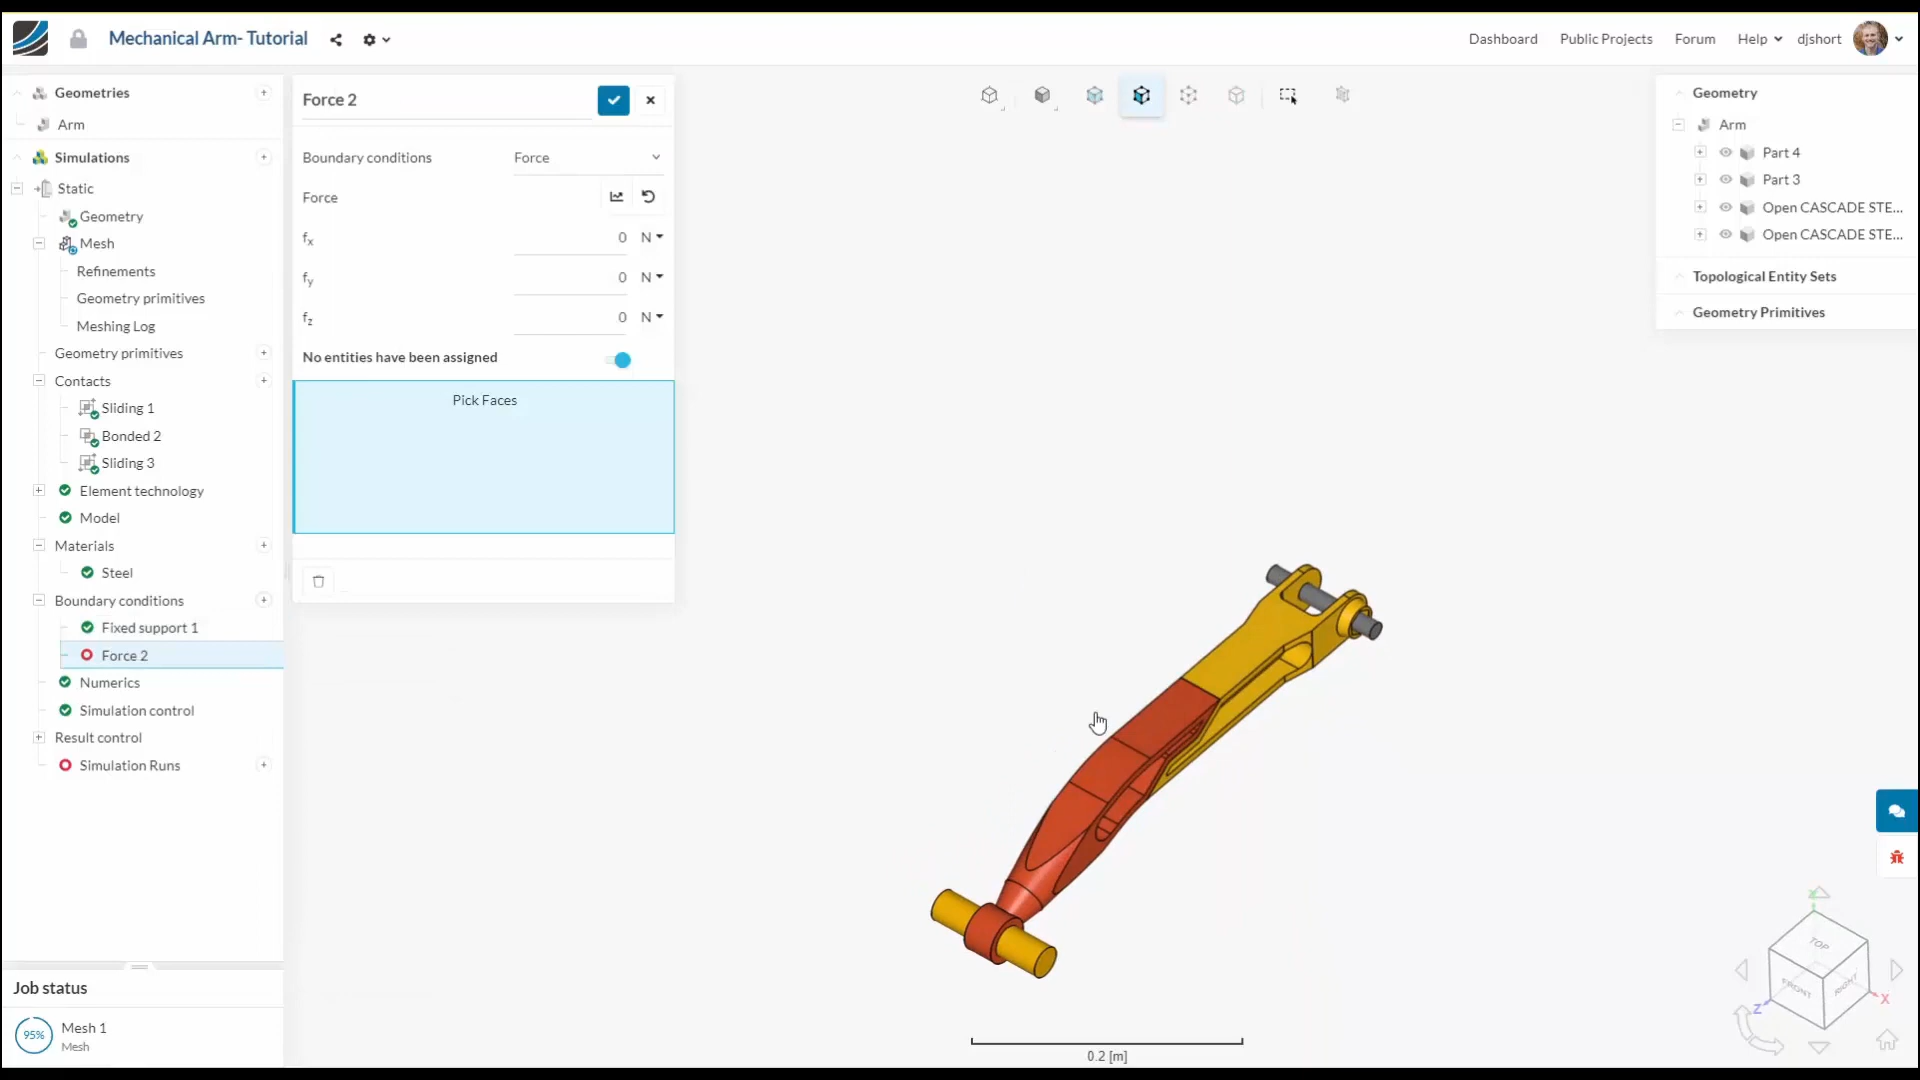 Mechanical Arm- Tutorial
Dashboard
Public Projects
Forum
Help
djshort
Geometries
Arm
Simulations
Static
Geometry
Mesh
Refinements
Geometry primitives
Meshing Log
Geometry primitives
Contacts
Sliding 1
Bonded 2
Sliding 3
Element technology
Model
Materials
Steel
Boundary conditions
Fixed support 1
Force 2
Numerics
Simulation control
Result control
Simulation Runs
Job status
95%
Mesh 1
Mesh
Force 2
Boundary conditions
Force
Force
fx 0 N
fy 0 N
fz 0 N
No entities have been assigned
Pick Faces
Geometry
Arm
Part 4
Part 3
Open CASCADE STE...
Open CASCADE STE...
Topological Entity Sets
Geometry Primitives
0.2 [m]
TOP
FRONT
RIGHT
Z
X